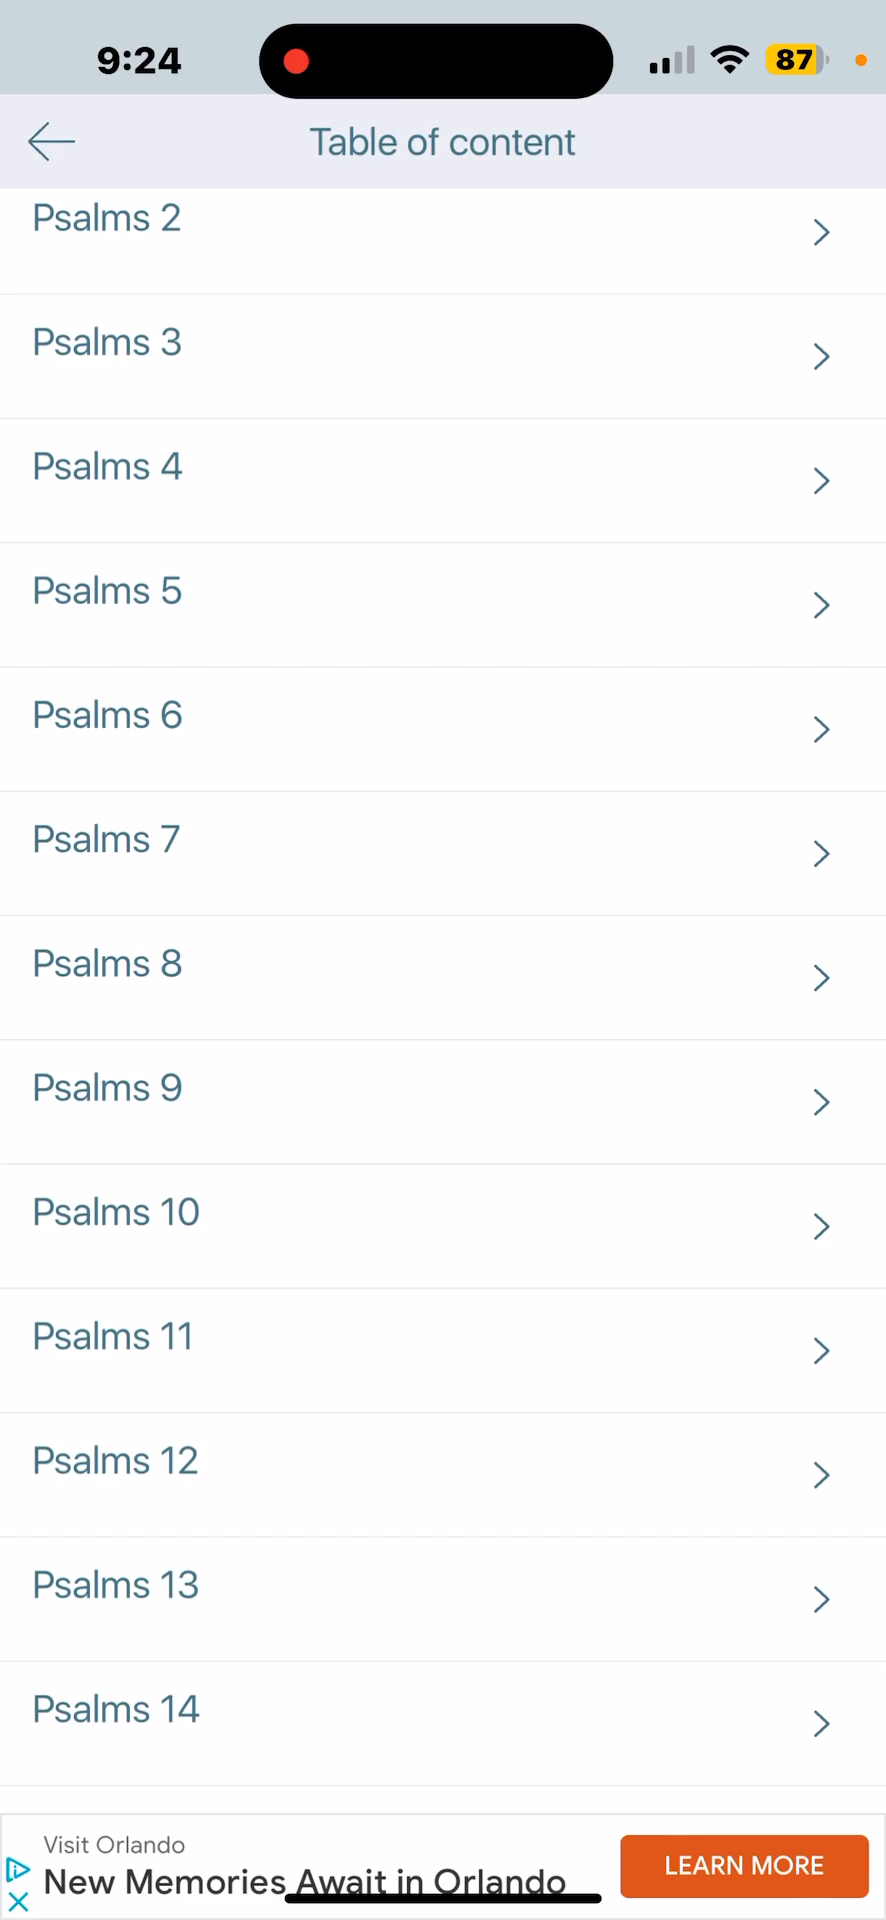 9:24
87
Table of content
Psalms 2
Psalms 3
Psalms 4
Psalms 5
Psalms 6
Psalms 7
Psalms 8
Psalms 9
Psalms 10
Psalms 11
Psalms 12
Psalms 13
Psalms 14
Visit Orlando
New Memories Await in Orlando
LEARN MORE